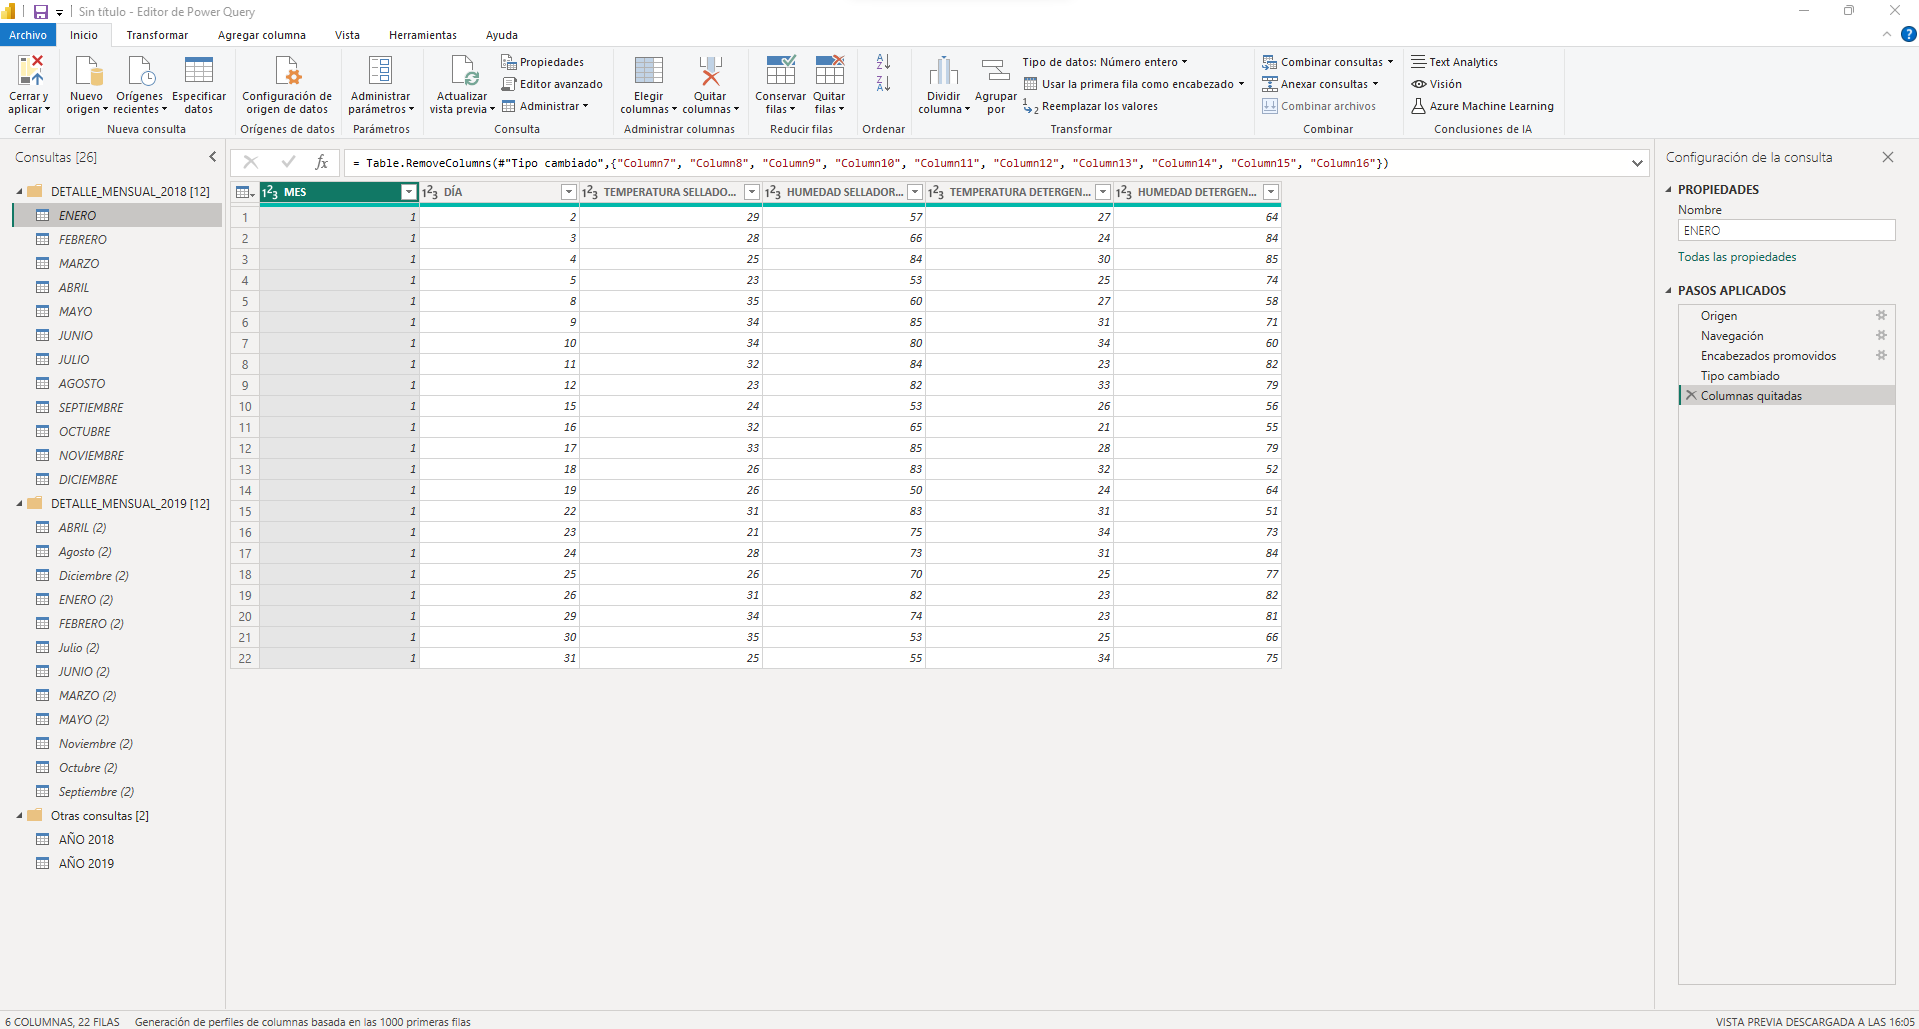 Sin título - Editor de Power Query
Archivo Inicio Transformar Agregar columna Vista Herramientas Ayuda
Cerrar y aplicar
Cerrar
Nuevo origen
Orígenes recientes
Especificar datos
Nueva consulta
Configuración de origen de datos
Orígenes de datos
Administrar parámetros
Parámetros
Actualizar vista previa
Propiedades
Editor avanzado
Administrar
Consulta
Elegir columnas
Quitar columnas
Administrar columnas
Conservar filas
Quitar filas
Reducir filas
Ordenar
Dividir columna
Agrupar por
Tipo de datos: Número entero
Usar la primera fila como encabezado
Reemplazar los valores
Transformar
Combinar consultas
Anexar consultas
Combinar archivos
Combinar
Text Analytics
Visión
Azure Machine Learning
Conclusiones de IA
Consultas [26]
DETALLE_MENSUAL_2018 [12]
ENERO
FEBRERO
MARZO
ABRIL
MAYO
JUNIO
JULIO
AGOSTO
SEPTIEMBRE
OCTUBRE
NOVIEMBRE
DICIEMBRE
DETALLE_MENSUAL_2019 [12]
ABRIL (2)
Agosto (2)
Diciembre (2)
ENERO (2)
FEBRERO (2)
Julio (2)
JUNIO (2)
MARZO (2)
MAYO (2)
Noviembre (2)
Octubre (2)
Septiembre (2)
Otras consultas [2]
AÑO 2018
AÑO 2019
= Table.RemoveColumns(#"Tipo cambiado",{"Column7", "Column8", "Column9", "Column10", "Column11", "Column12", "Column13", "Column14", "Column15", "Column16"})
MES DÍA TEMPERATURA SELLADO... HUMEDAD SELLADOR... TEMPERATURA DETERGEN... HUMEDAD DETERGEN...
1 1 2 29 57 27 64
2 1 3 28 66 24 84
3 1 4 25 84 30 85
4 1 5 23 53 25 74
5 1 8 35 60 27 58
6 1 9 34 85 31 71
7 1 10 34 80 34 60
8 1 11 32 84 23 82
9 1 12 23 82 33 79
10 1 15 24 53 26 56
11 1 16 32 65 21 55
12 1 17 33 85 28 79
13 1 18 26 83 32 52
14 1 19 26 50 24 64
15 1 22 31 83 31 51
16 1 23 21 75 34 73
17 1 24 28 73 31 84
18 1 25 26 70 25 77
19 1 26 31 82 23 82
20 1 29 34 74 23 81
21 1 30 35 53 25 66
22 1 31 25 55 34 75
Configuración de la consulta
PROPIEDADES
Nombre
ENERO
Todas las propiedades
PASOS APLICADOS
Origen
Navegación
Encabezados promovidos
Tipo cambiado
Columnas quitadas
6 COLUMNAS, 22 FILAS Generación de perfiles de columnas basada en las 1000 primeras filas
VISTA PREVIA DESCARGADA A LAS 16:05